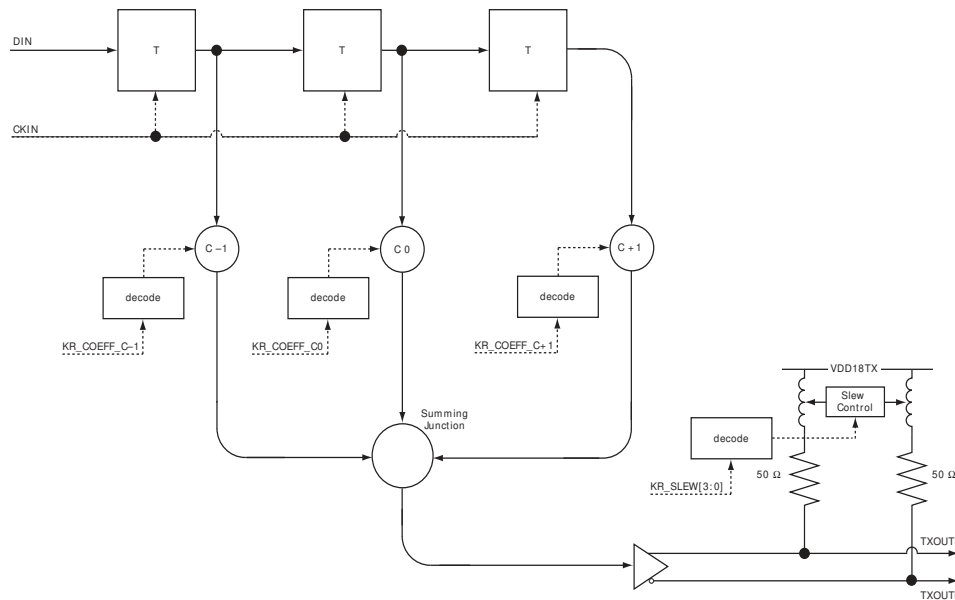 DIN
T
T
T
CKIN
C –1
C 0
C + 1
decode
decode
decode
KR_COEFF_C–1
KR_COEFF_C0
KR_COEFF_C+ 1
Summing
Junction
VDD18TX
Slew
Control
decode
50 Ω
50 Ω
KR_SLEW[3:0]
TXOUT
TXOUT